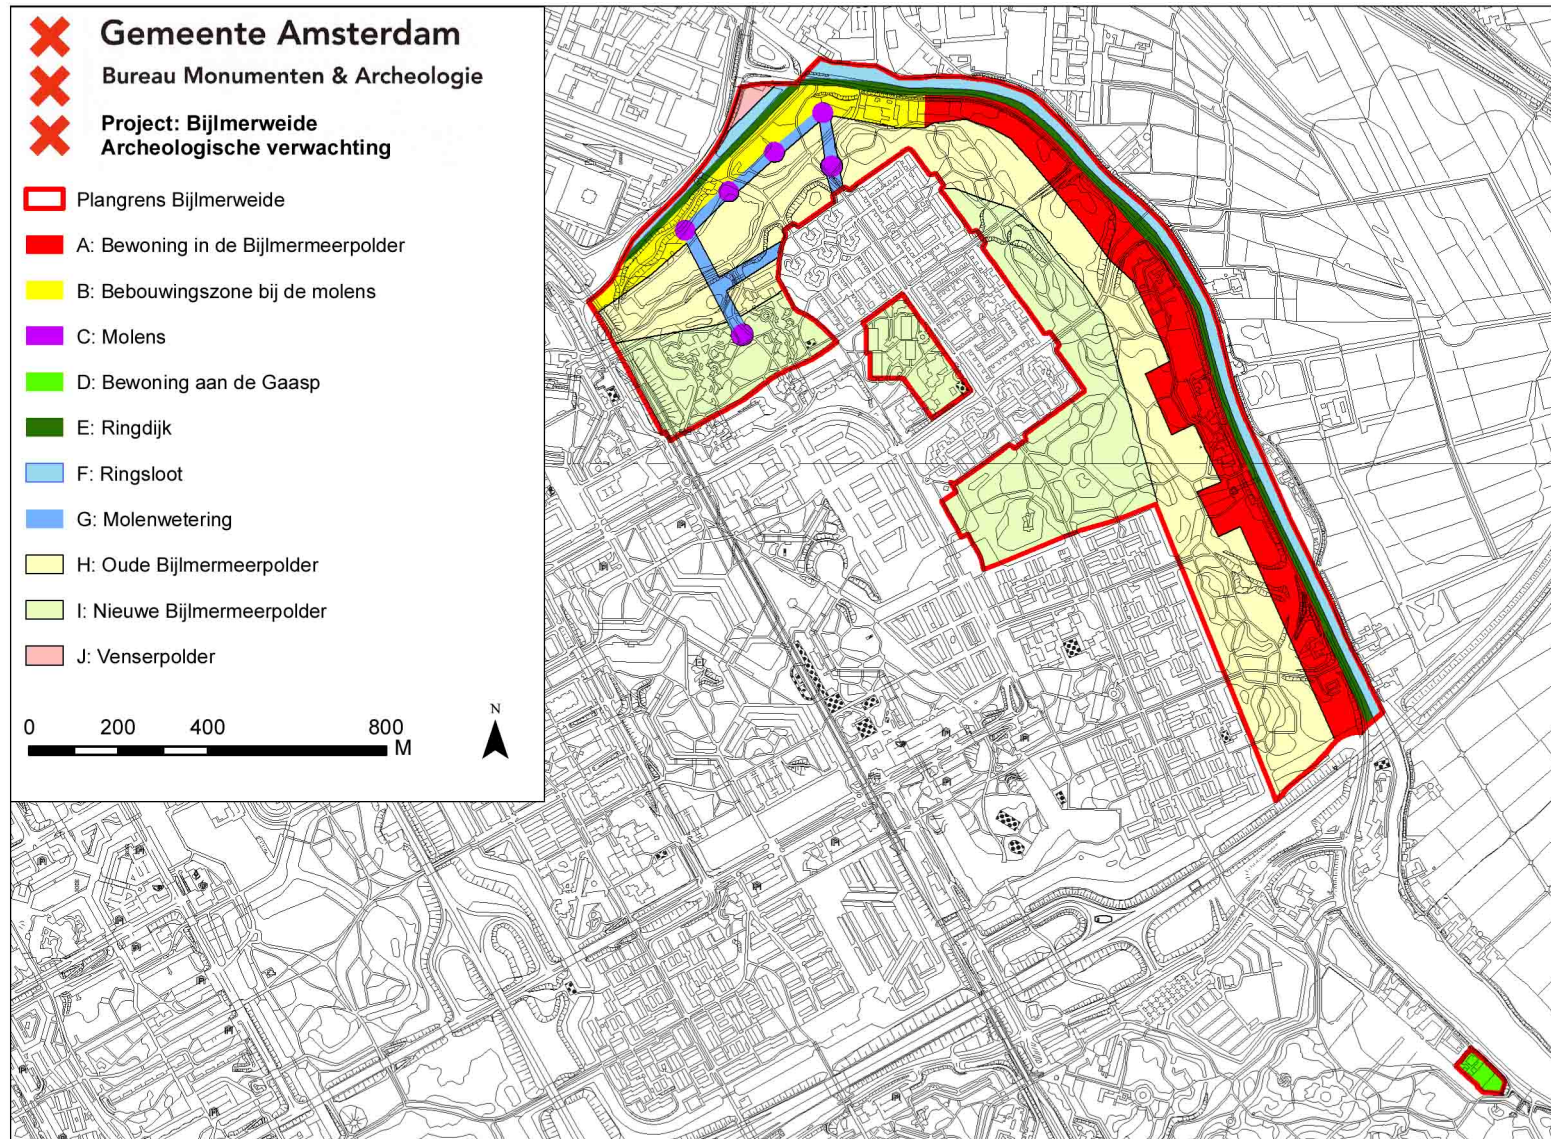 Gemeente Amsterdam
Bureau Monumenten & Archeologie
Project: Bijlmerweide
Archeologische verwachting
Plangrens Bijlmerweide
A: Bewoning in de Bijlmermeerpolder
B: Bebouwingszone bij de molens
C: Molens
D: Bewoning aan de Gaasp
E: Ringdijk
F: Ringsloot
G: Molenwetering
H: Oude Bijlmermeerpolder
I: Nieuwe Bijlmermeerpolder
J: Venserpolder
0 200 400 800
M
N